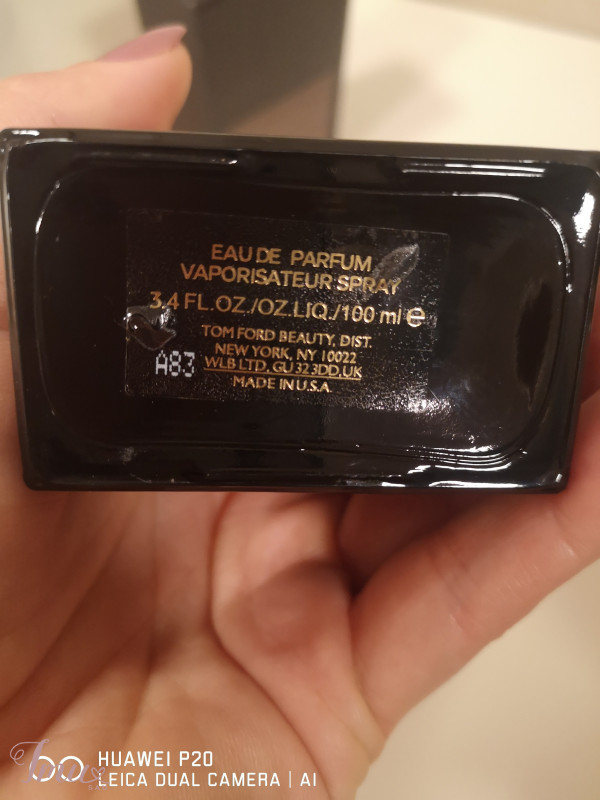 EAU DE PARFUM
VAPORISATEUR SPRAY
3.4 FL.OZ./OZ.LIQ./100 ml e
TOM FORD BEAUTY, DIST.
NEW YORK, NY 10022
A83 WLB LTD, GU32 3DD,UK
MADE IN U.S.A.
HUAWEI P20
LEICA DUAL CAMERA | AI